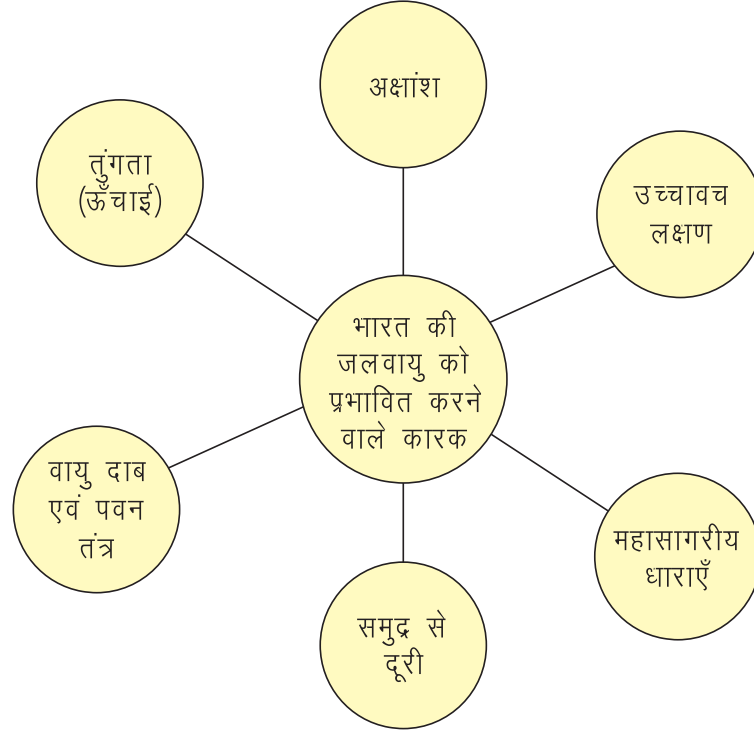 अक्षांश
तुंगता
(ऊँचाई)
उच्चावच
लक्षण
भारत की
जलवायु को
प्रभावित करने
वाले कारक
वायु दाब
एवं पवन
तंत्र
महासागरीय
धाराएँ
समुद्र से
दूरी